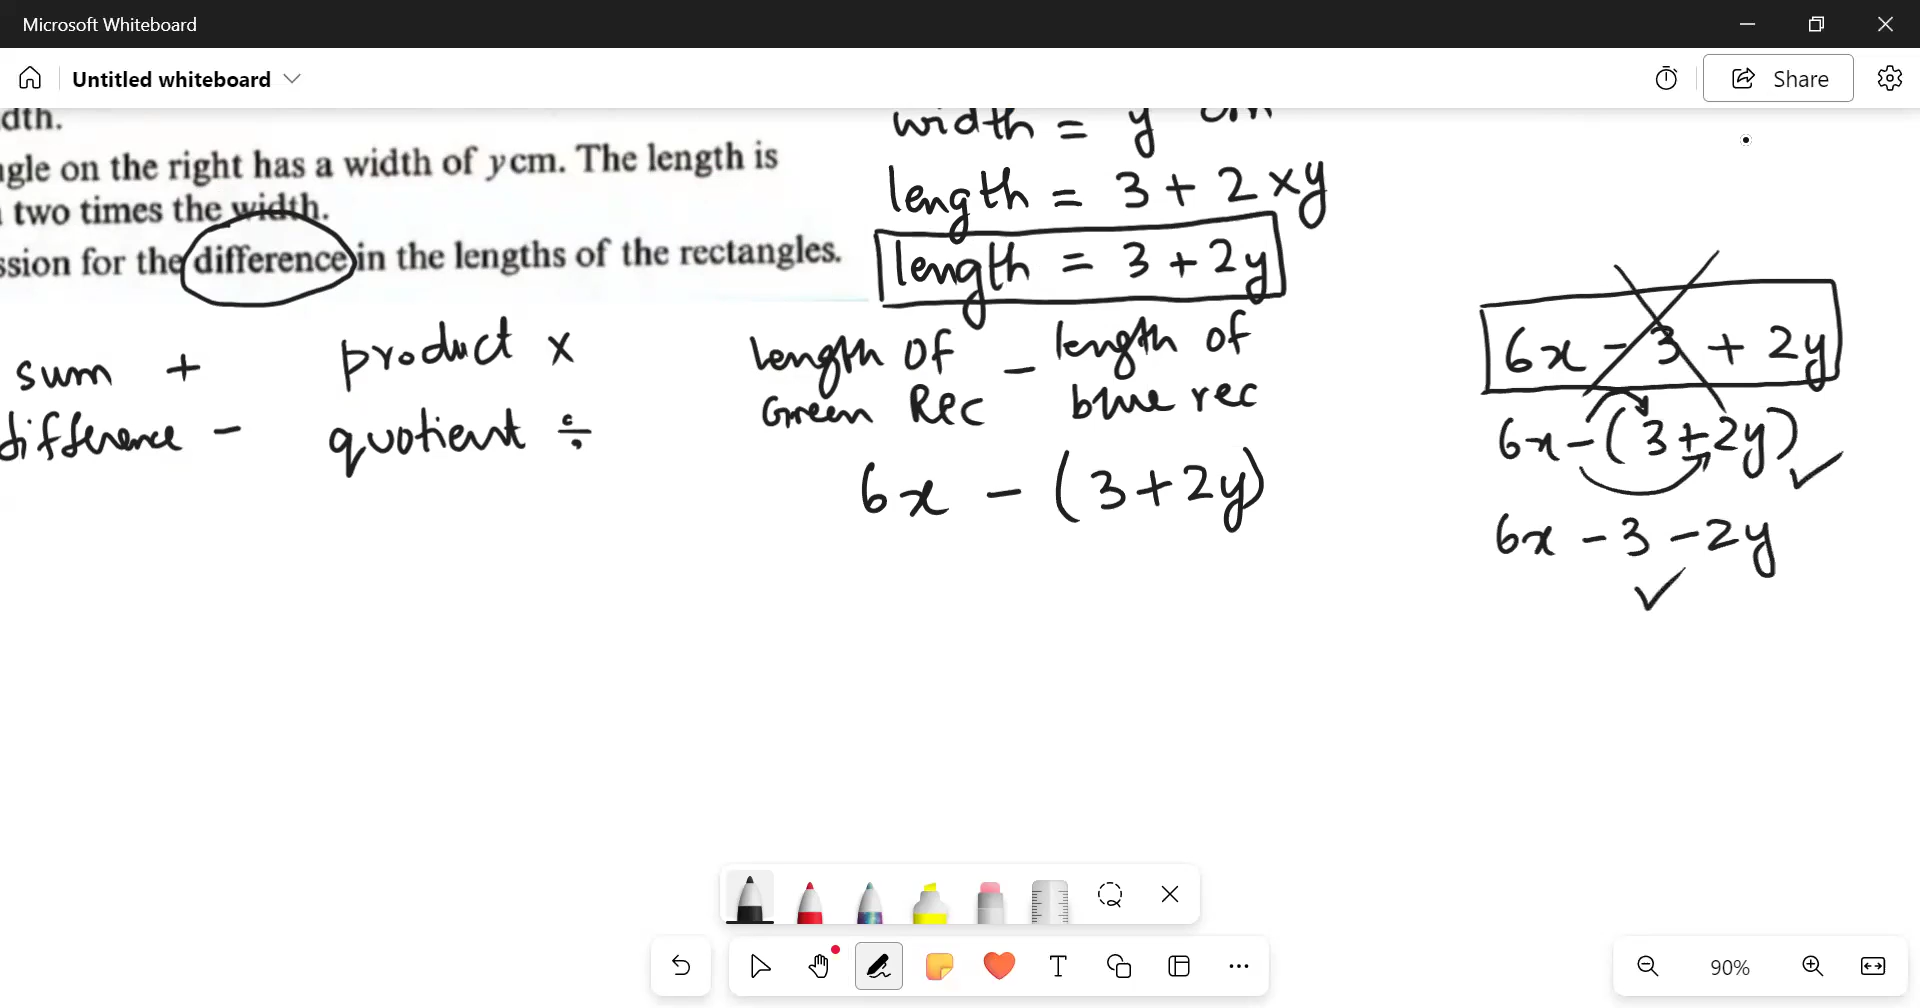 Microsoft Whiteboard
Untitled whiteboard
Share
dth.
ngle on the right has a width of y cm. The length is
two times the width.
ssion for the difference in the lengths of the rectangles.
sum +
difference -
product ×
quotient ÷
width = y cm
length = 3 + 2 × y
length = 3 + 2y
length of Green Rec - length of blue rec
6x - (3+2y)
6x - 3 + 2y
6x - (3+2y) ✓
6x - 3 - 2y
✓
90%